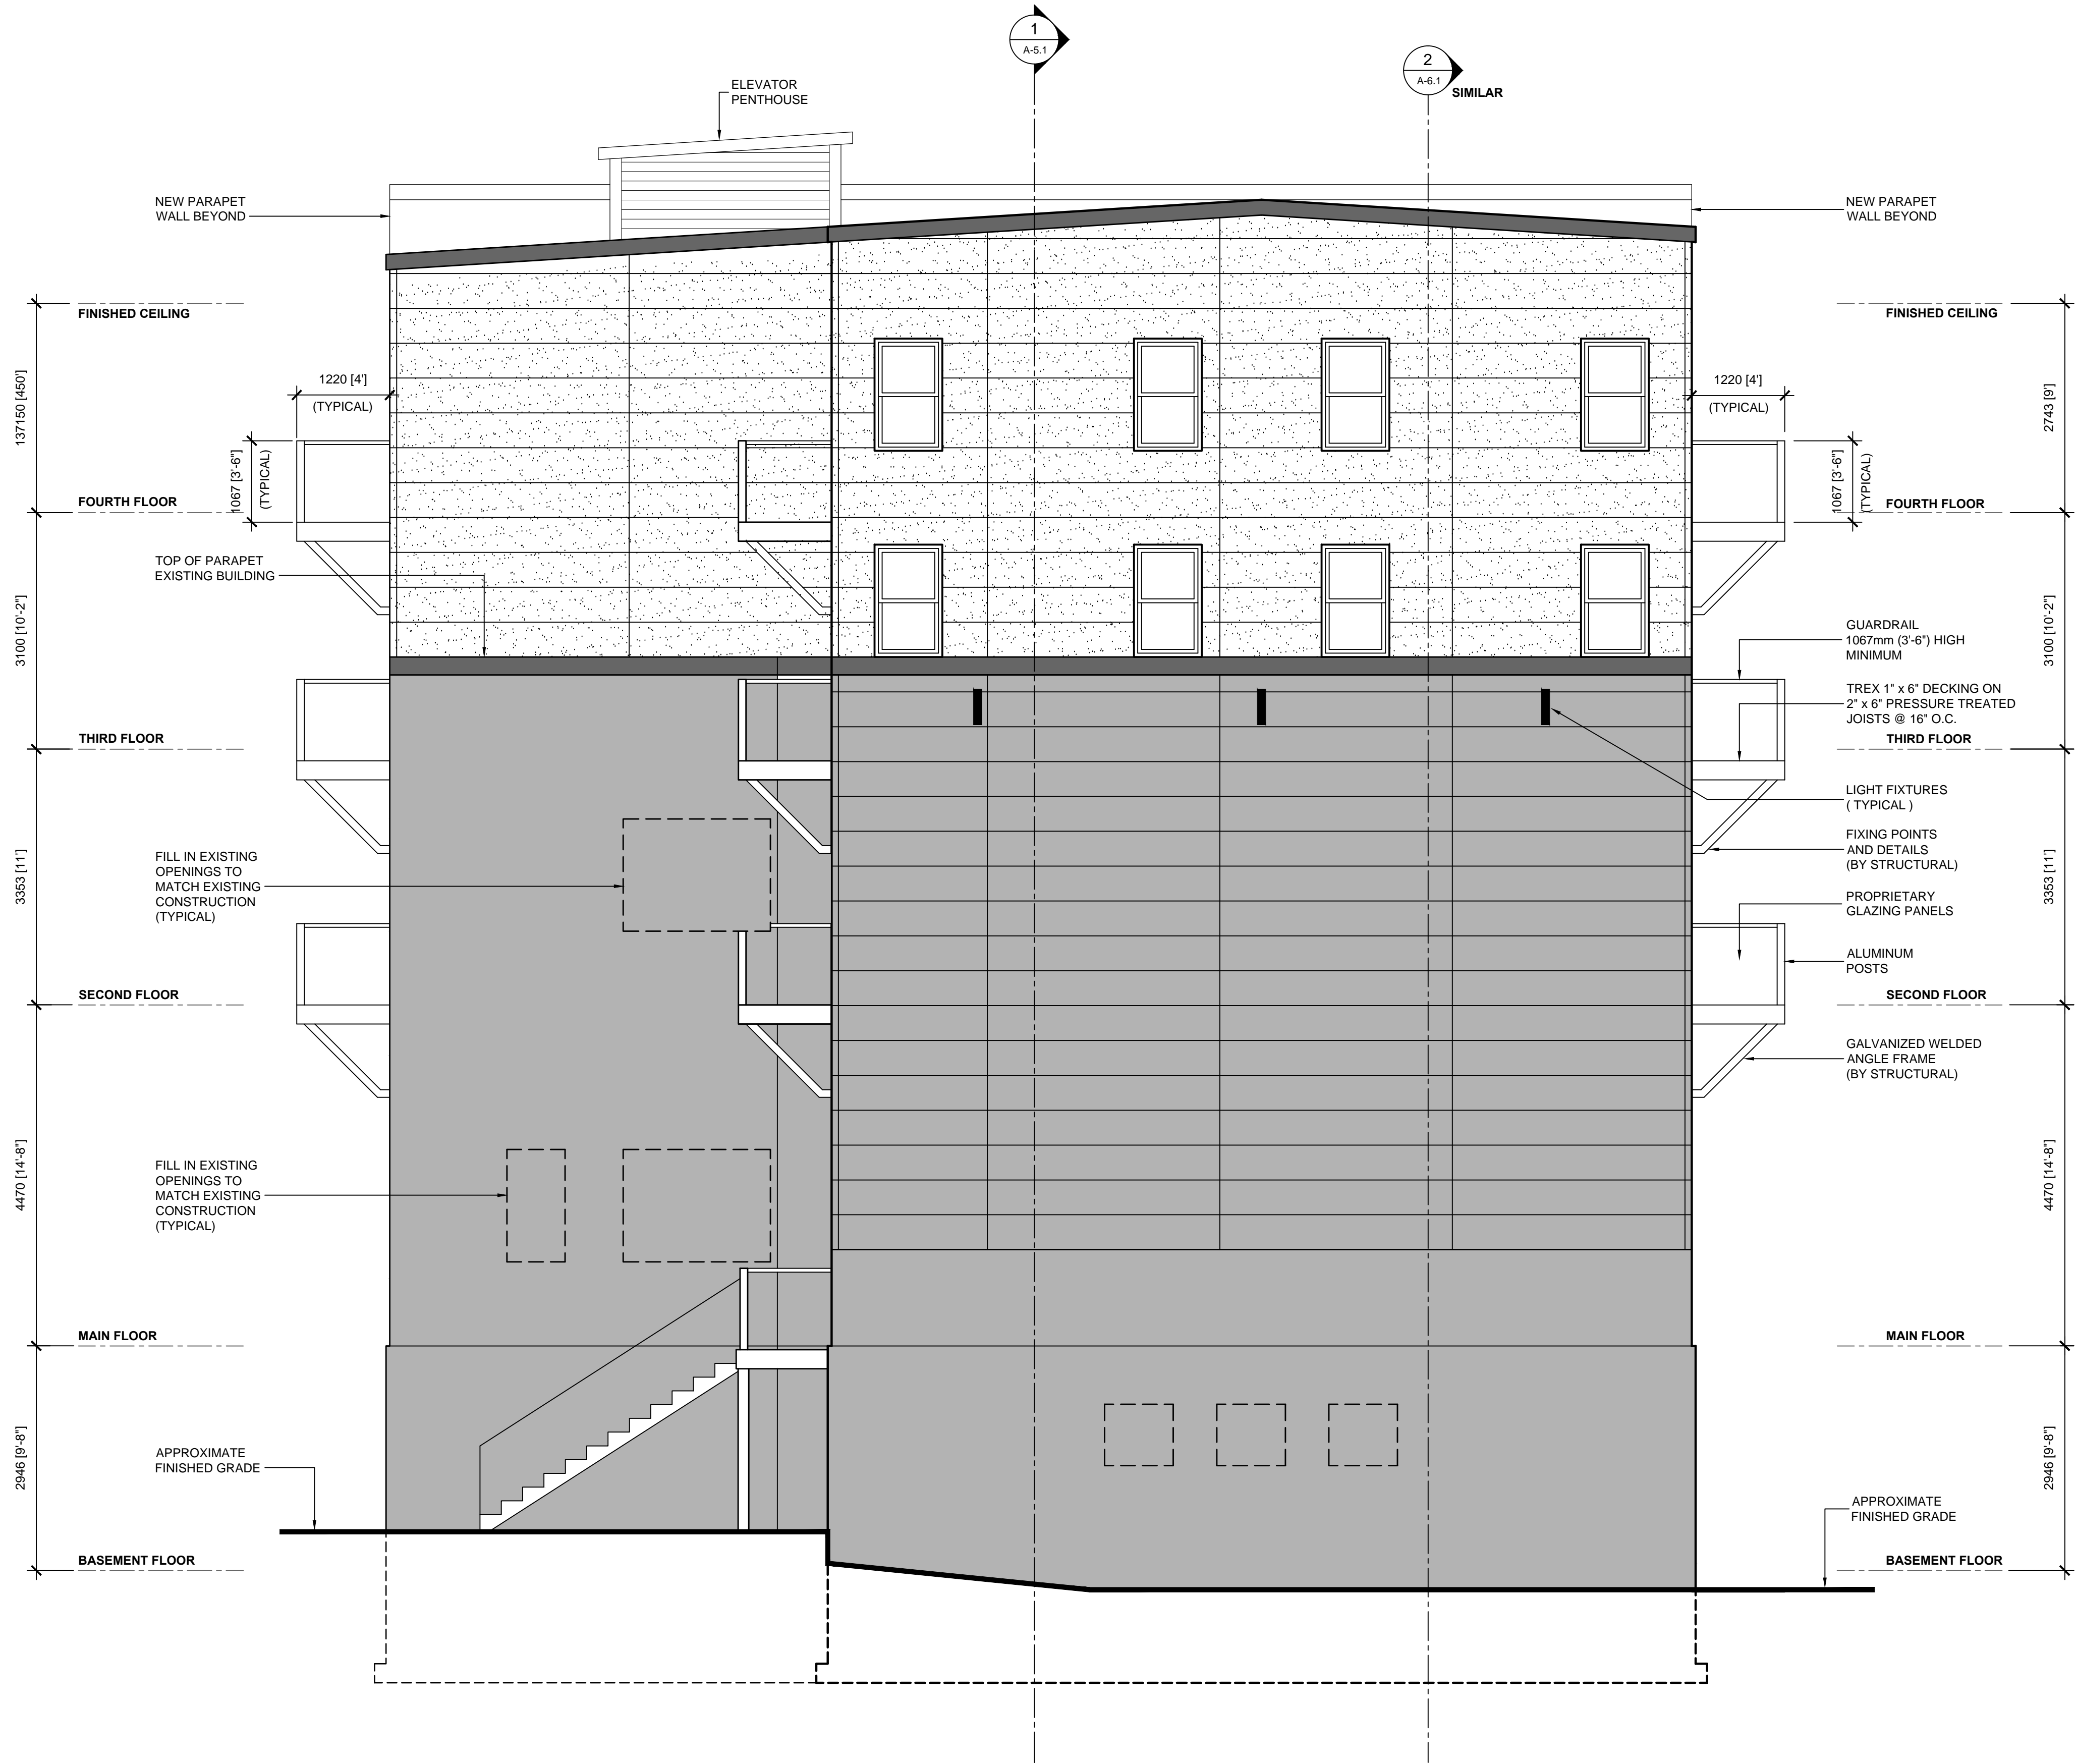 1
A-5.1
2
A-6.1
SIMILAR
ELEVATOR
PENTHOUSE
NEW PARAPET
WALL BEYOND
NEW PARAPET
WALL BEYOND
FINISHED CEILING
FINISHED CEILING
137150 [450']
2743 [9']
1220 [4']
(TYPICAL)
1220 [4']
(TYPICAL)
1067 [3'-6"]
(TYPICAL)
1067 [3'-6"]
(TYPICAL)
FOURTH FLOOR
FOURTH FLOOR
TOP OF PARAPET
EXISTING BUILDING
3100 [10'-2"]
3100 [10'-2"]
GUARDRAIL
1067mm (3'-6") HIGH
MINIMUM
TREX 1" x 6" DECKING ON
2" x 6" PRESSURE TREATED
JOISTS @ 16" O.C.
THIRD FLOOR
THIRD FLOOR
LIGHT FIXTURES
( TYPICAL )
FIXING POINTS
AND DETAILS
(BY STRUCTURAL)
FILL IN EXISTING
OPENINGS TO
MATCH EXISTING
CONSTRUCTION
(TYPICAL)
3353 [11']
3353 [11']
PROPRIETARY
GLAZING PANELS
ALUMINUM
POSTS
SECOND FLOOR
SECOND FLOOR
GALVANIZED WELDED
ANGLE FRAME
(BY STRUCTURAL)
FILL IN EXISTING
OPENINGS TO
MATCH EXISTING
CONSTRUCTION
(TYPICAL)
4470 [14'-8"]
4470 [14'-8"]
MAIN FLOOR
MAIN FLOOR
2946 [9'-8"]
2946 [9'-8"]
APPROXIMATE
FINISHED GRADE
APPROXIMATE
FINISHED GRADE
BASEMENT FLOOR
BASEMENT FLOOR